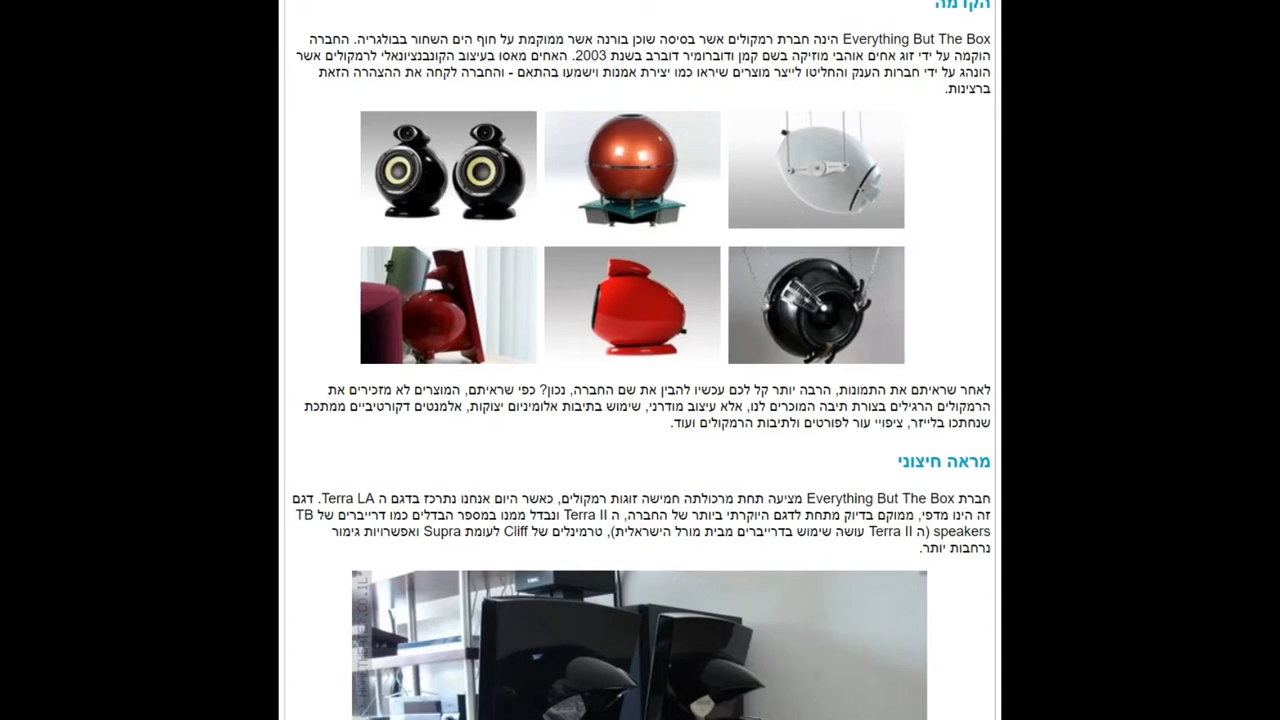 הקדמה
Everything But The Box הינה חברת רמקולים אשר בסיסה שוכן בורנה אשר ממוקמת על חוף הים השחור בבולגריה. החברה
הוקמה על ידי זוג אחים אוהבי מוזיקה בשם קמן ודוברומיר דוברב בשנת 2003. האחים מאסו בעיצוב הקונבנציונאלי לרמקולים אשר
הונהג על ידי חברות הענק והחליטו לייצר מוצרים שיראו כמו יצירת אמנות וישמעו בהתאם - והחברה לקחה את ההצהרה הזאת
ברצינות.
לאחר שראיתם את התמונות, הרבה יותר קל לכם עכשיו להבין את שם החברה, נכון? כפי שראיתם, המוצרים לא מזכירים את
הרמקולים הרגילים בצורת תיבה המוכרים לנו, אלא עיצוב מודרני, שימוש בתיבות אלומיניום יצוקות, אלמנטים דקורטיביים ממתכת
שנחתכו בלייזר, ציפויי עור לפורטים ולתיבות הרמקולים ועוד.
מראה חיצוני
חברת Everything But The Box מציעה תחת מרכולתה חמישה זוגות רמקולים, כאשר היום אנחנו נתרכז בדגם ה Terra LA. דגם
זה הינו מדפי, ממוקם בדיוק מתחת לדגם היוקרתי ביותר של החברה, ה Terra II ונבדל ממנו במספר הבדלים כמו דרייברים של TB
speakers (ה Terra II עושה שימוש בדרייברים מבית מורל הישראלית), טרמינלים של Cliff לעומת Supra ואפשרויות גימור
נרחבות יותר.